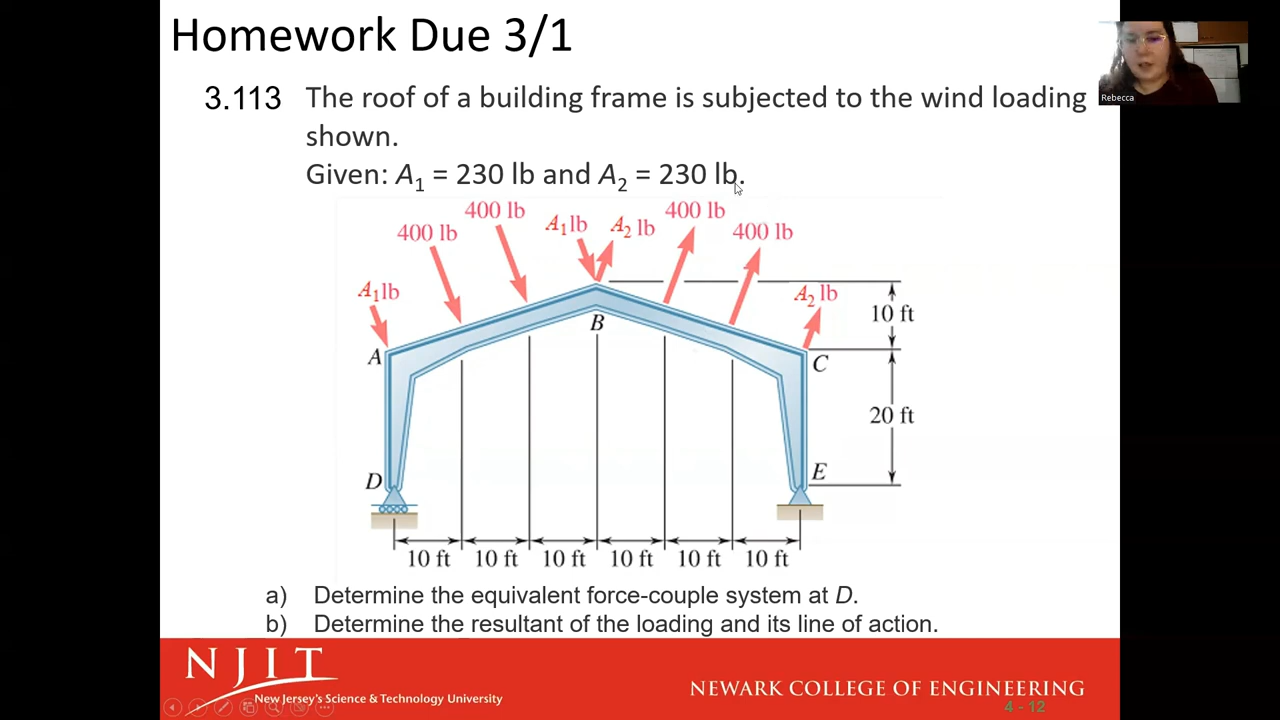 Homework Due 3/1
Rebecca
3.113 The roof of a building frame is subjected to the wind loading
shown.
Given: A1 = 230 lb and A2 = 230 lb.
400 lb
400 lb
A1 lb
A2 lb
400 lb
400 lb
A1 lb
A2 lb
10 ft
B
A
C
20 ft
D
E
10 ft 10 ft 10 ft 10 ft 10 ft 10 ft
a) Determine the equivalent force-couple system at D.
b) Determine the resultant of the loading and its line of action.
NJIT
New Jersey's Science & Technology University
NEWARK COLLEGE OF ENGINEERING
4 - 12